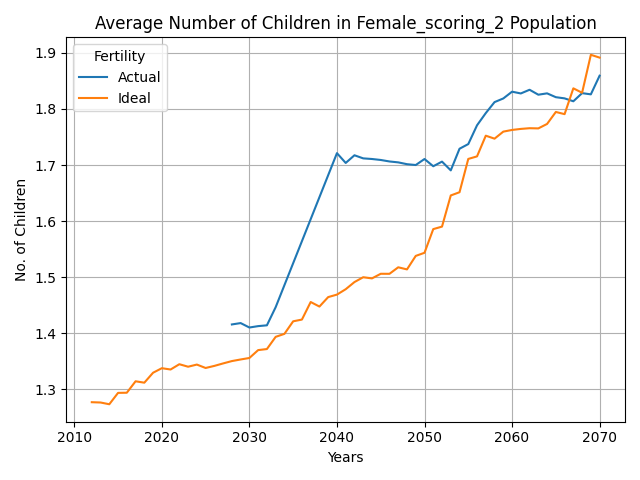 Average Number of Children in Female_scoring_2 Population
Fertility
Actual
Ideal
No. of Children
1.9
1.8
1.7
1.6
1.5
1.4
1.3
2010 2020 2030 2040 2050 2060 2070
Years